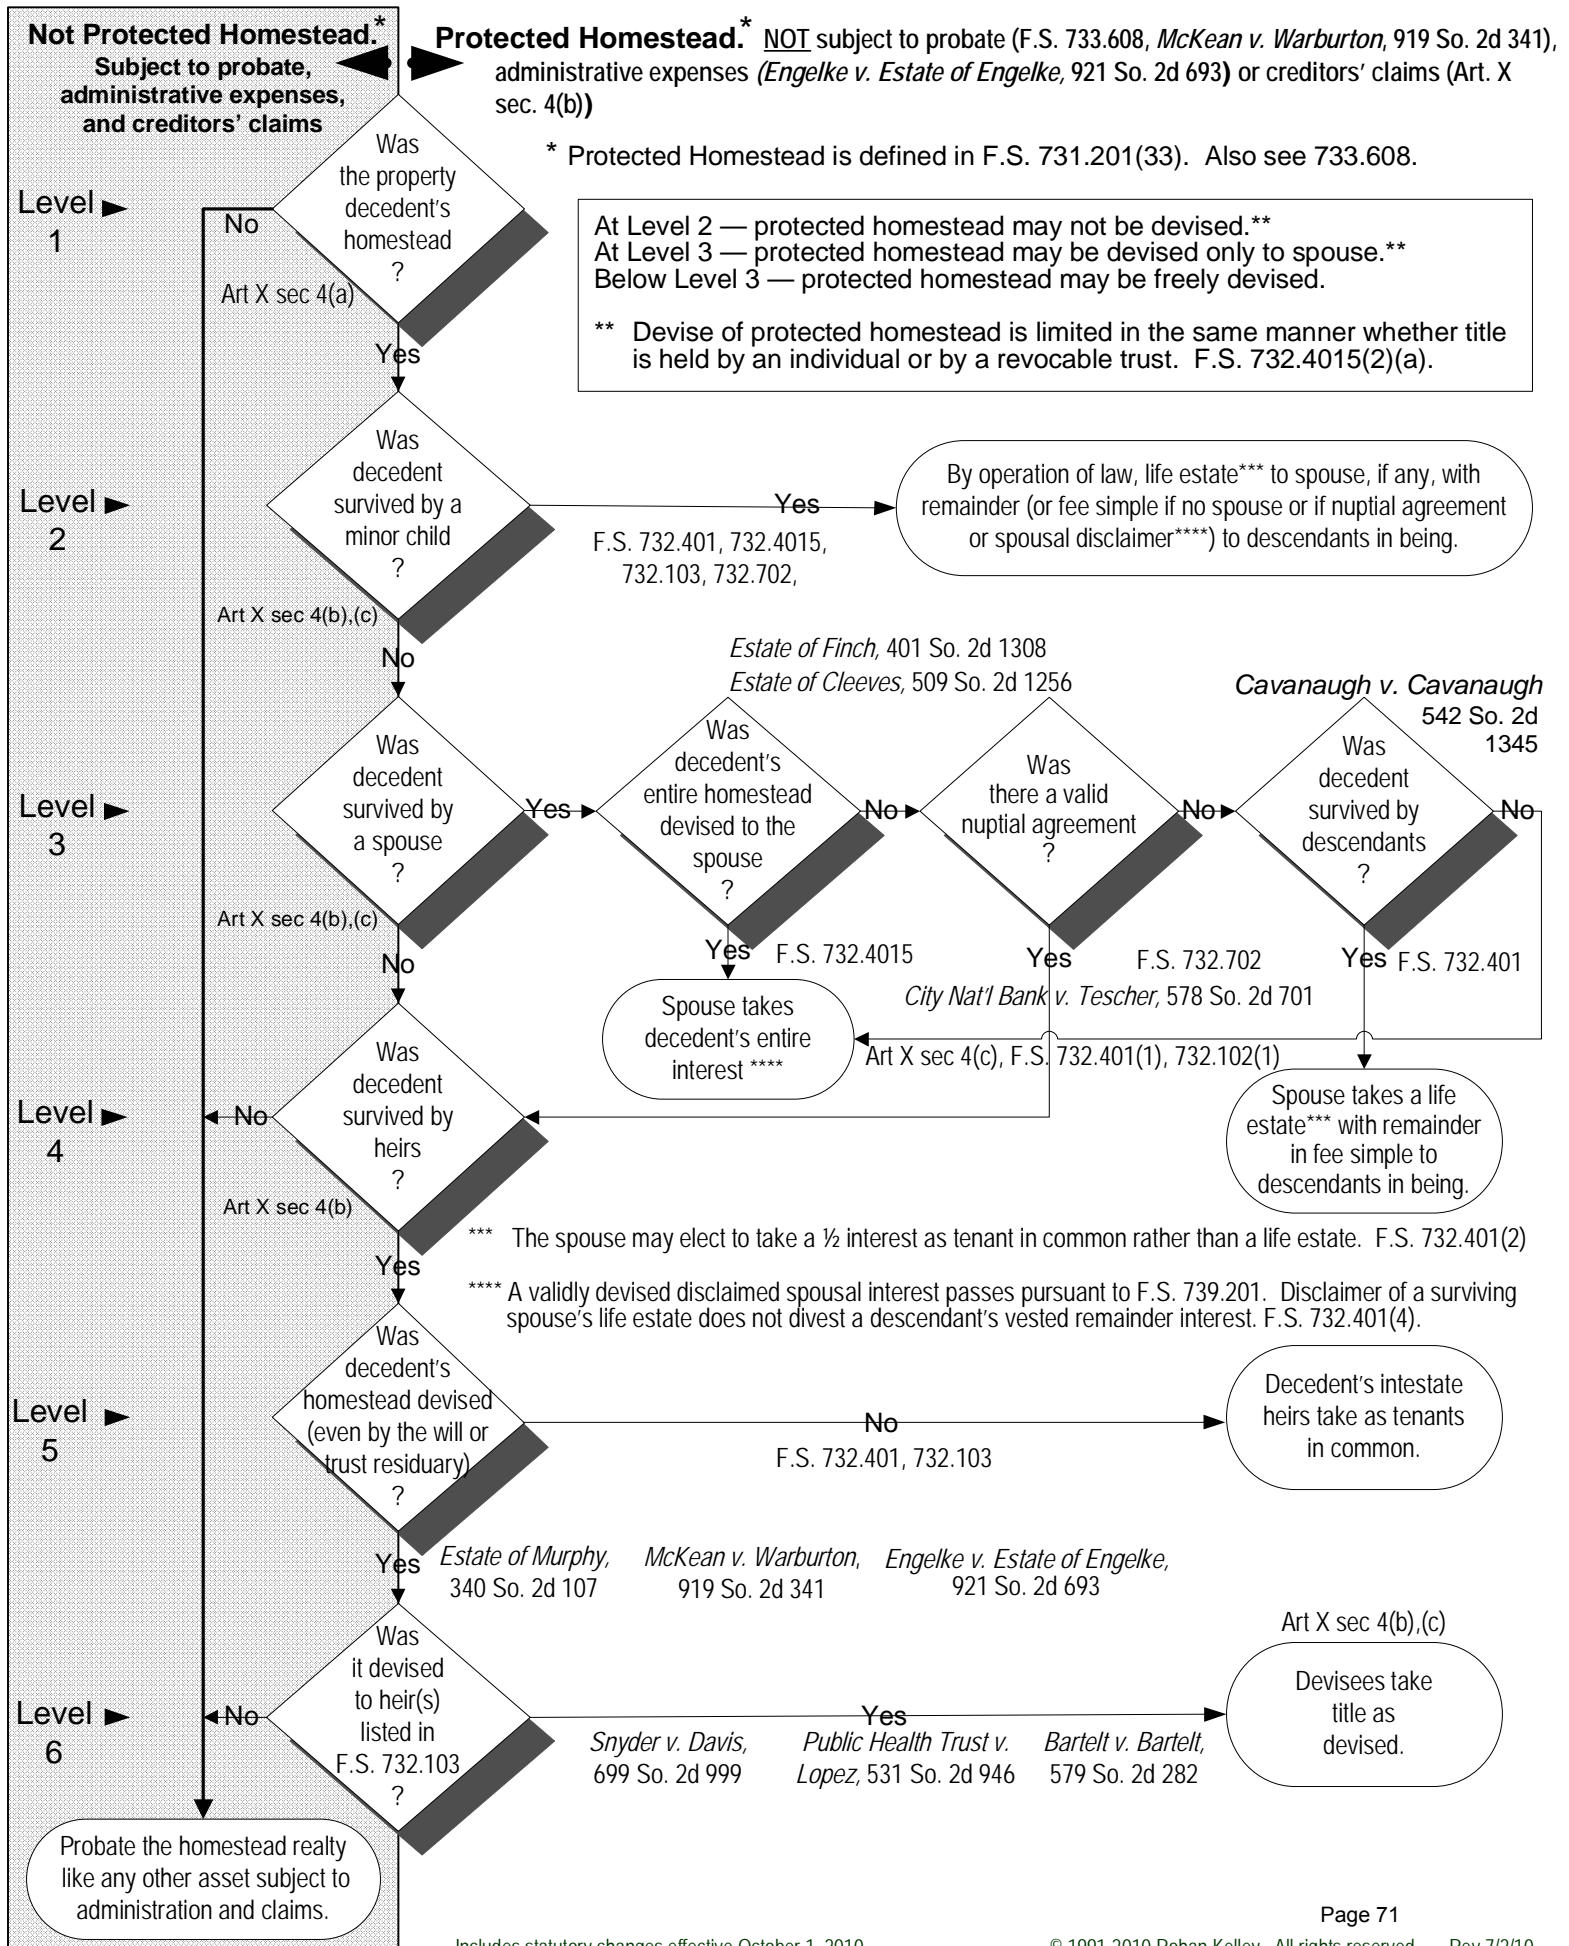 Not Protected Homestead.*
Subject to probate,
administrative expenses,
and creditors' claims
Protected Homestead.* NOT subject to probate (F.S. 733.608, McKean v. Warburton, 919 So. 2d 341),
administrative expenses (Engelke v. Estate of Engelke, 921 So. 2d 693) or creditors' claims (Art. X
sec. 4(b))
* Protected Homestead is defined in F.S. 731.201(33). Also see 733.608.
Level
1
Was
the property
decedent's
homestead
?
No
Art X sec 4(a)
Yes
At Level 2 — protected homestead may not be devised.**
At Level 3 — protected homestead may be devised only to spouse.**
Below Level 3 — protected homestead may be freely devised.
** Devise of protected homestead is limited in the same manner whether title
is held by an individual or by a revocable trust. F.S. 732.4015(2)(a).
Level
2
Was
decedent
survived by a
minor child
?
Yes
F.S. 732.401, 732.4015,
732.103, 732.702,
By operation of law, life estate*** to spouse, if any, with
remainder (or fee simple if no spouse or if nuptial agreement
or spousal disclaimer****) to descendants in being.
Art X sec 4(b),(c)
No
Estate of Finch, 401 So. 2d 1308
Estate of Cleeves, 509 So. 2d 1256
Cavanaugh v. Cavanaugh
542 So. 2d
1345
Level
3
Was
decedent
survived by
a spouse
?
Yes
Was
decedent's
entire homestead
devised to the
spouse
?
No
Was
there a valid
nuptial agreement
?
No
Was
decedent
survived by
descendants
?
No
Art X sec 4(b),(c)
No
Yes
F.S. 732.4015
Yes
F.S. 732.702
Yes
F.S. 732.401
City Nat'l Bank v. Tescher, 578 So. 2d 701
Spouse takes
decedent's entire
interest ****
Art X sec 4(c), F.S. 732.401(1), 732.102(1)
Spouse takes a life
estate*** with remainder
in fee simple to
descendants in being.
Level
4
No
Was
decedent
survived by
heirs
?
Art X sec 4(b)
Yes
*** The spouse may elect to take a ½ interest as tenant in common rather than a life estate. F.S. 732.401(2)
**** A validly devised disclaimed spousal interest passes pursuant to F.S. 739.201. Disclaimer of a surviving
spouse's life estate does not divest a descendant's vested remainder interest. F.S. 732.401(4).
Level
5
Was
decedent's
homestead devised
(even by the will or
trust residuary)
?
No
F.S. 732.401, 732.103
Decedent's intestate
heirs take as tenants
in common.
Yes
Estate of Murphy,
340 So. 2d 107
McKean v. Warburton,
919 So. 2d 341
Engelke v. Estate of Engelke,
921 So. 2d 693
Level
6
No
Was
it devised
to heir(s)
listed in
F.S. 732.103
?
Yes
Snyder v. Davis,
699 So. 2d 999
Public Health Trust v.
Lopez, 531 So. 2d 946
Bartelt v. Bartelt,
579 So. 2d 282
Art X sec 4(b),(c)
Devisees take
title as
devised.
Probate the homestead realty
like any other asset subject to
administration and claims.
Page 71
Includes statutory changes effective October 1, 2010
© 1991-2010 Rohan Kelley All rights reserved Rev 7/2/10